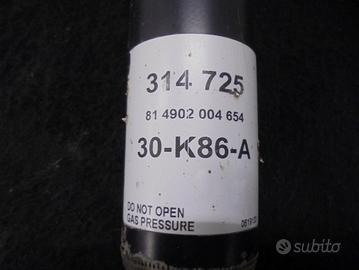 314 725
81 4902 004 654
30-K86-A
DO NOT OPEN
GAS PRESSURE
subito